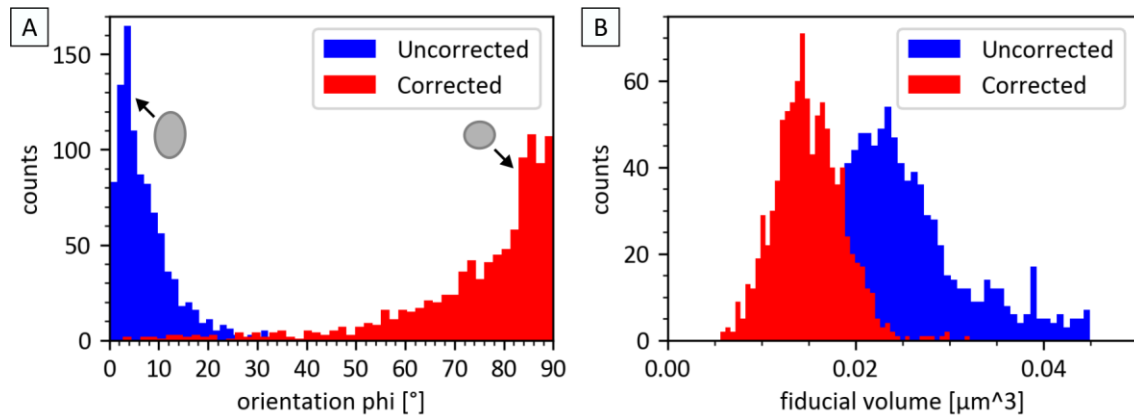 A
Uncorrected
Corrected
counts
150
100
50
0
0 10 20 30 40 50 60 70 80 90
orientation phi [°]
B
Uncorrected
Corrected
counts
60
40
20
0
0.00 0.02 0.04
fiducial volume [µm^3]